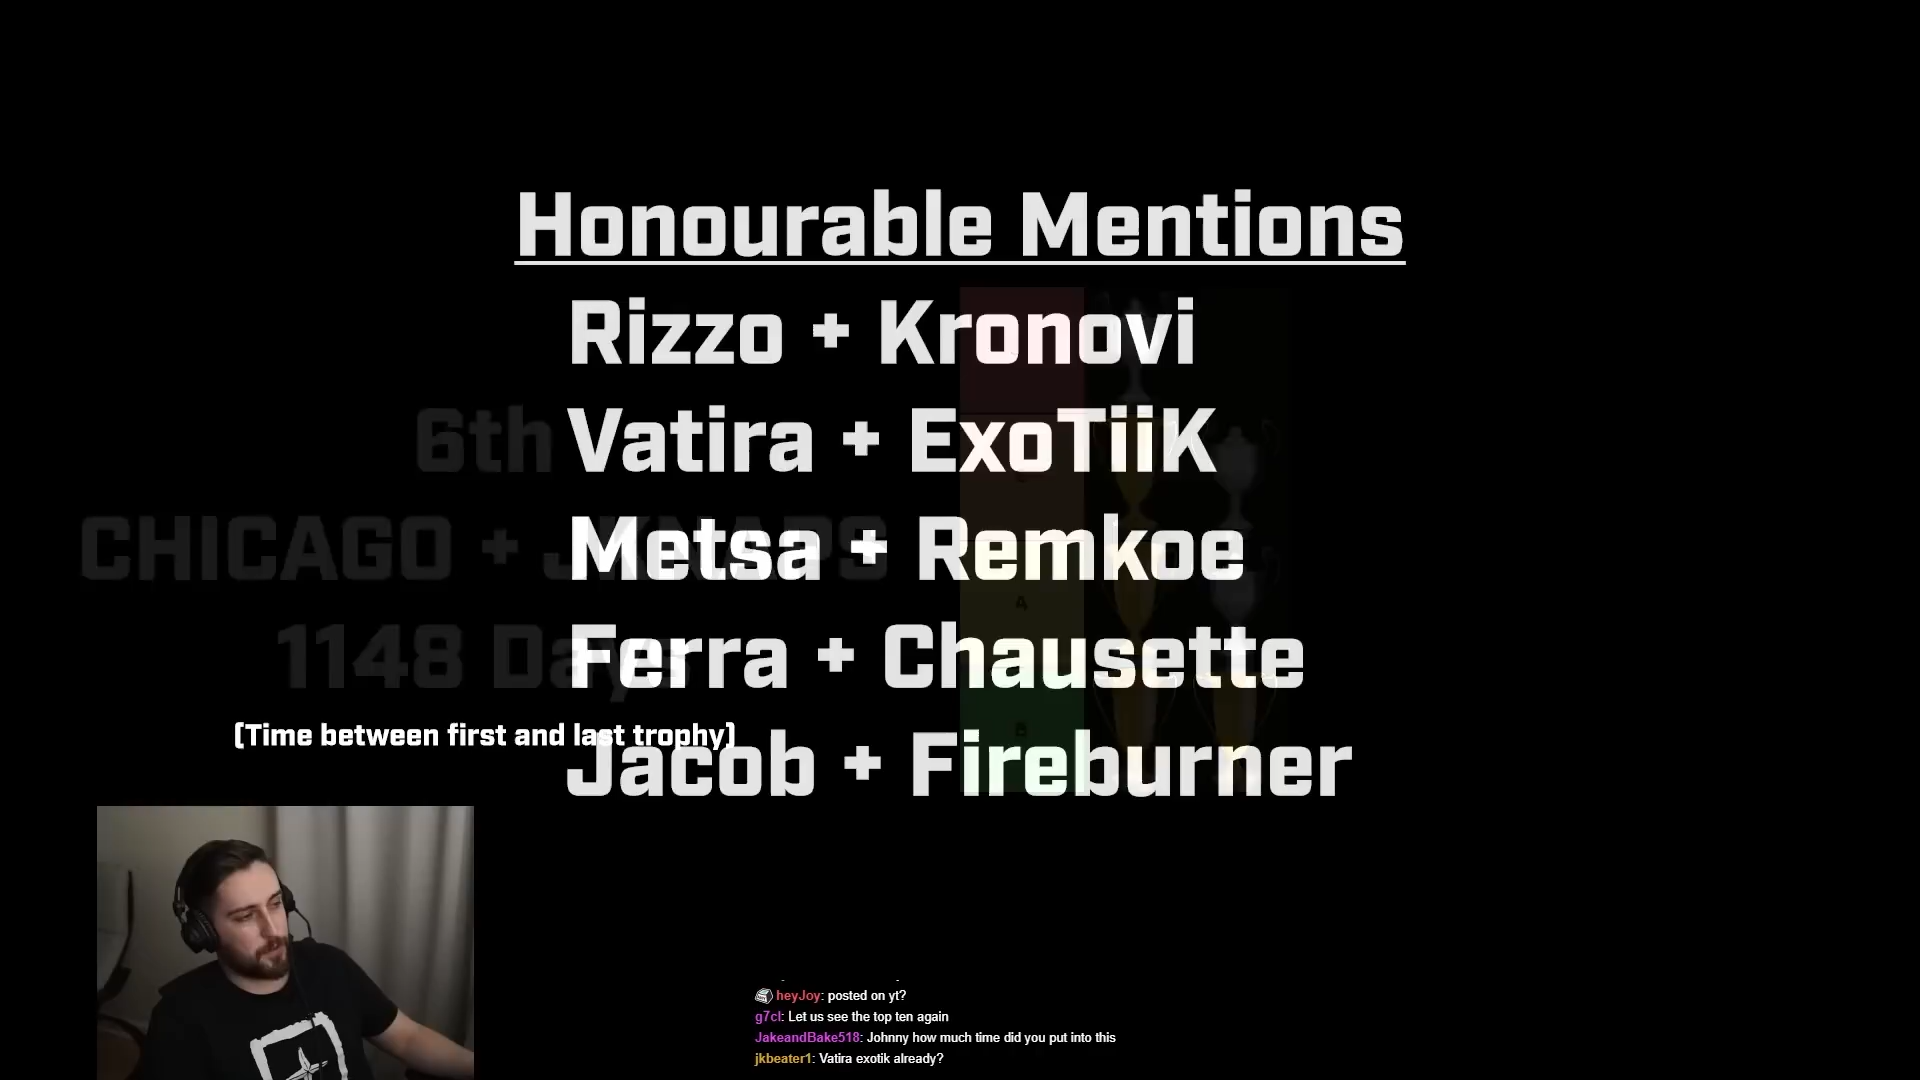 Honourable Mentions
Rizzo + Kronovi
Vatira + ExoTiiK
6th
Metsa + Remkoe
CHICAGO + JKNAPS
Ferra + Chausette
1148 Days
[Time between first and last trophy]
Jacob + Fireburner
A
B
heyJoy: posted on yt?
g7cl: Let us see the top ten again
JakeandBake518: Johnny how much time did you put into this
jkbeater1: Vatira exotik already?